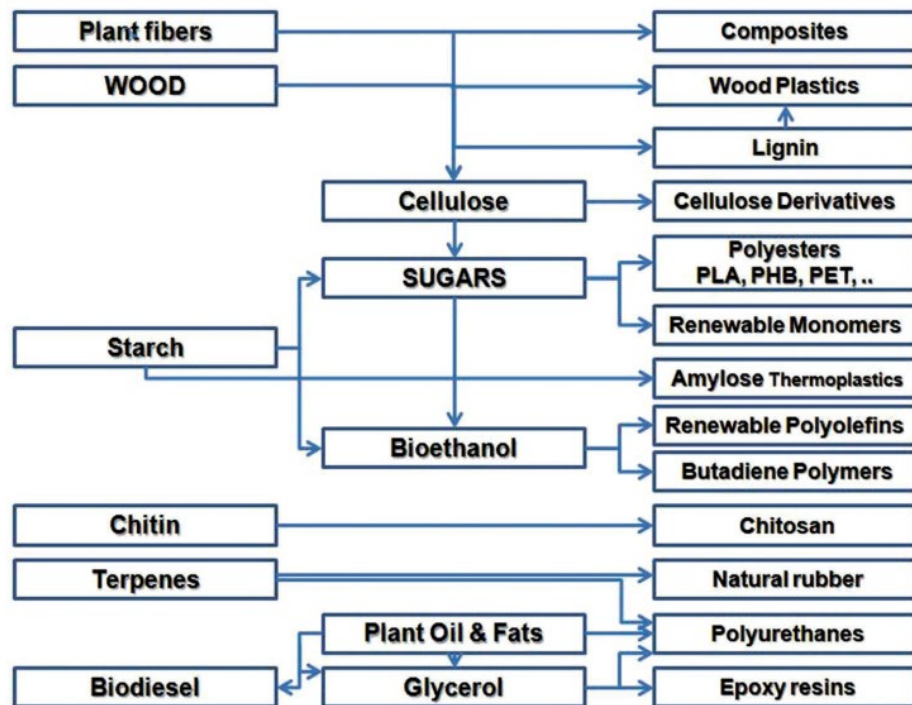 Plant fibers
Composites
WOOD
Wood Plastics
Lignin
Cellulose
Cellulose Derivatives
SUGARS
Polyesters
PLA, PHB, PET, ..
Renewable Monomers
Starch
Amylose Thermoplastics
Bioethanol
Renewable Polyolefins
Butadiene Polymers
Chitin
Chitosan
Terpenes
Natural rubber
Plant Oil & Fats
Polyurethanes
Biodiesel
Glycerol
Epoxy resins